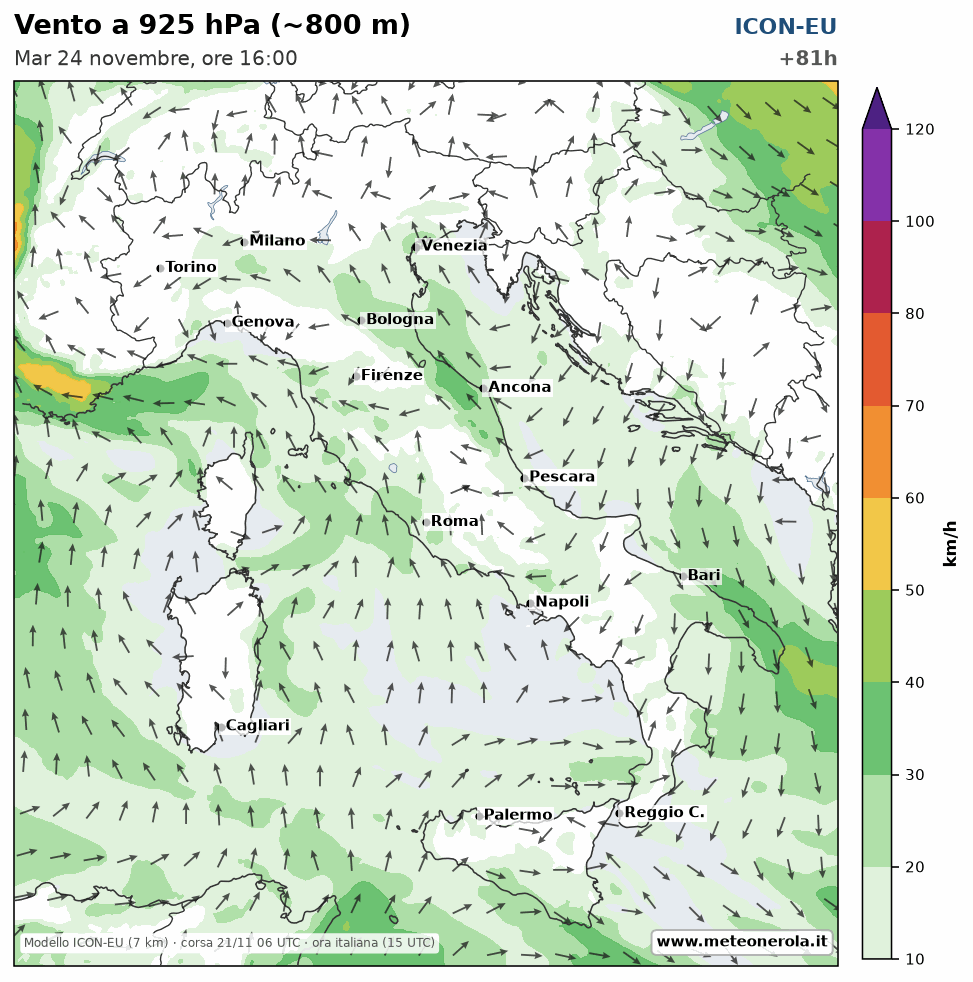 Vento a 925 hPa (~800 m)
ICON-EU
Mar 24 novembre, ore 16:00
+81h
Milano
Venezia
Torino
Genova
Bologna
Firenze
Ancona
Pescara
Roma
Bari
Napoli
Cagliari
Palermo
Reggio C.
Modello ICON-EU (7 km) · corsa 21/11 06 UTC · ora italiana (15 UTC)
www.meteonerola.it
120
100
80
70
60
50
40
30
20
10
km/h